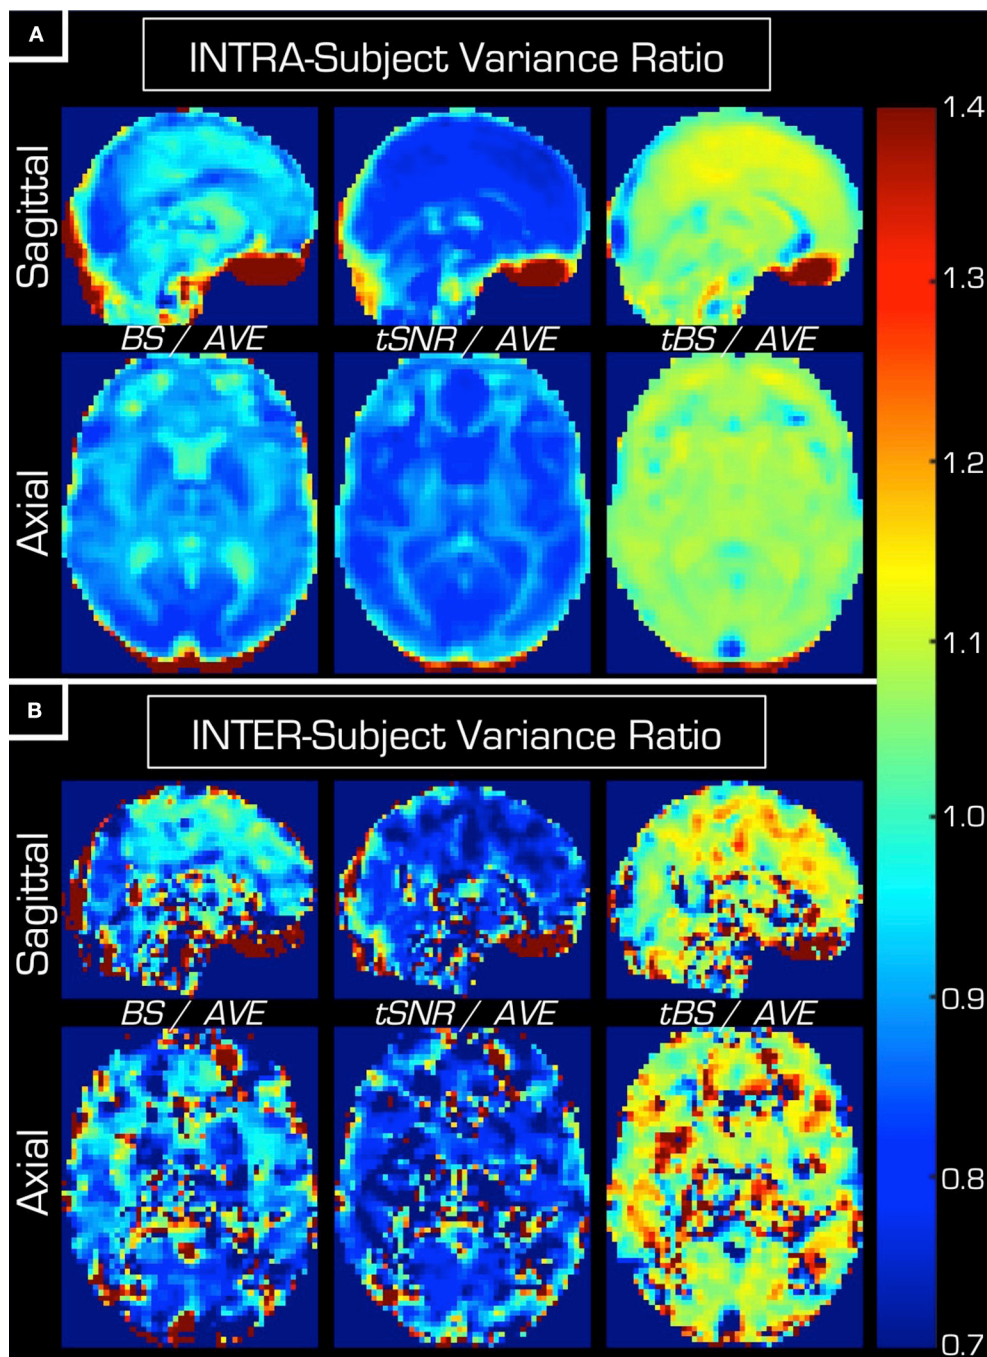 A
INTRA-Subject Variance Ratio
Sagittal
BS / AVE
tSNR / AVE
tBS / AVE
Axial
B
INTER-Subject Variance Ratio
Sagittal
BS / AVE
tSNR / AVE
tBS / AVE
Axial
1.4
1.3
1.2
1.1
1.0
0.9
0.8
0.7